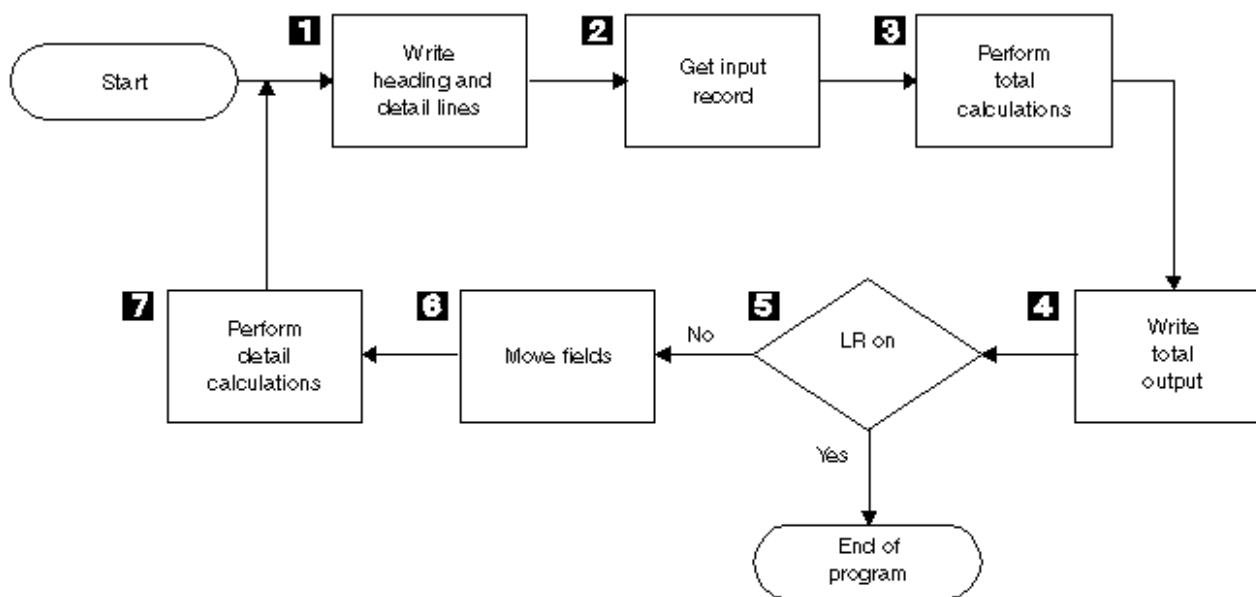 Start
1
Write
heading and
detail lines
2
Get input
record
3
Perform
total
calculations
4
Write
total
output
5
LR on
No
Yes
6
Move fields
7
Perform
detail
calculations
End of
program